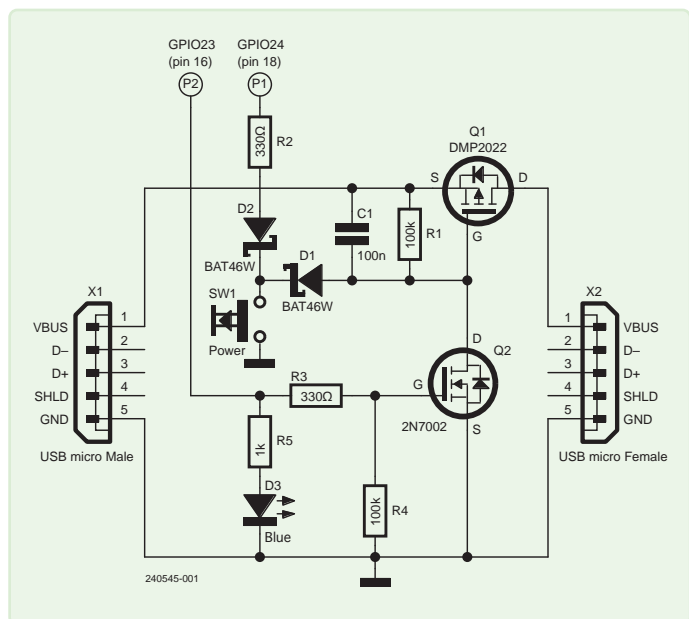 GPIO23 GPIO24
(pin 16) (pin 18)
P2 P1
330Ω R2
Q1
DMP2022
S D
G
D2
BAT46W
C1
100n
100k R1
D1
BAT46W
SW1
Power
X1
1 VBUS
2 D–
3 D+
4 SHLD
5 GND
USB micro Male
X2
1 VBUS
2 D–
3 D+
4 SHLD
5 GND
USB micro Female
D
Q2
G
2N7002
S
R3
330Ω
1k R5
D3
Blue
100k R4
240545-001